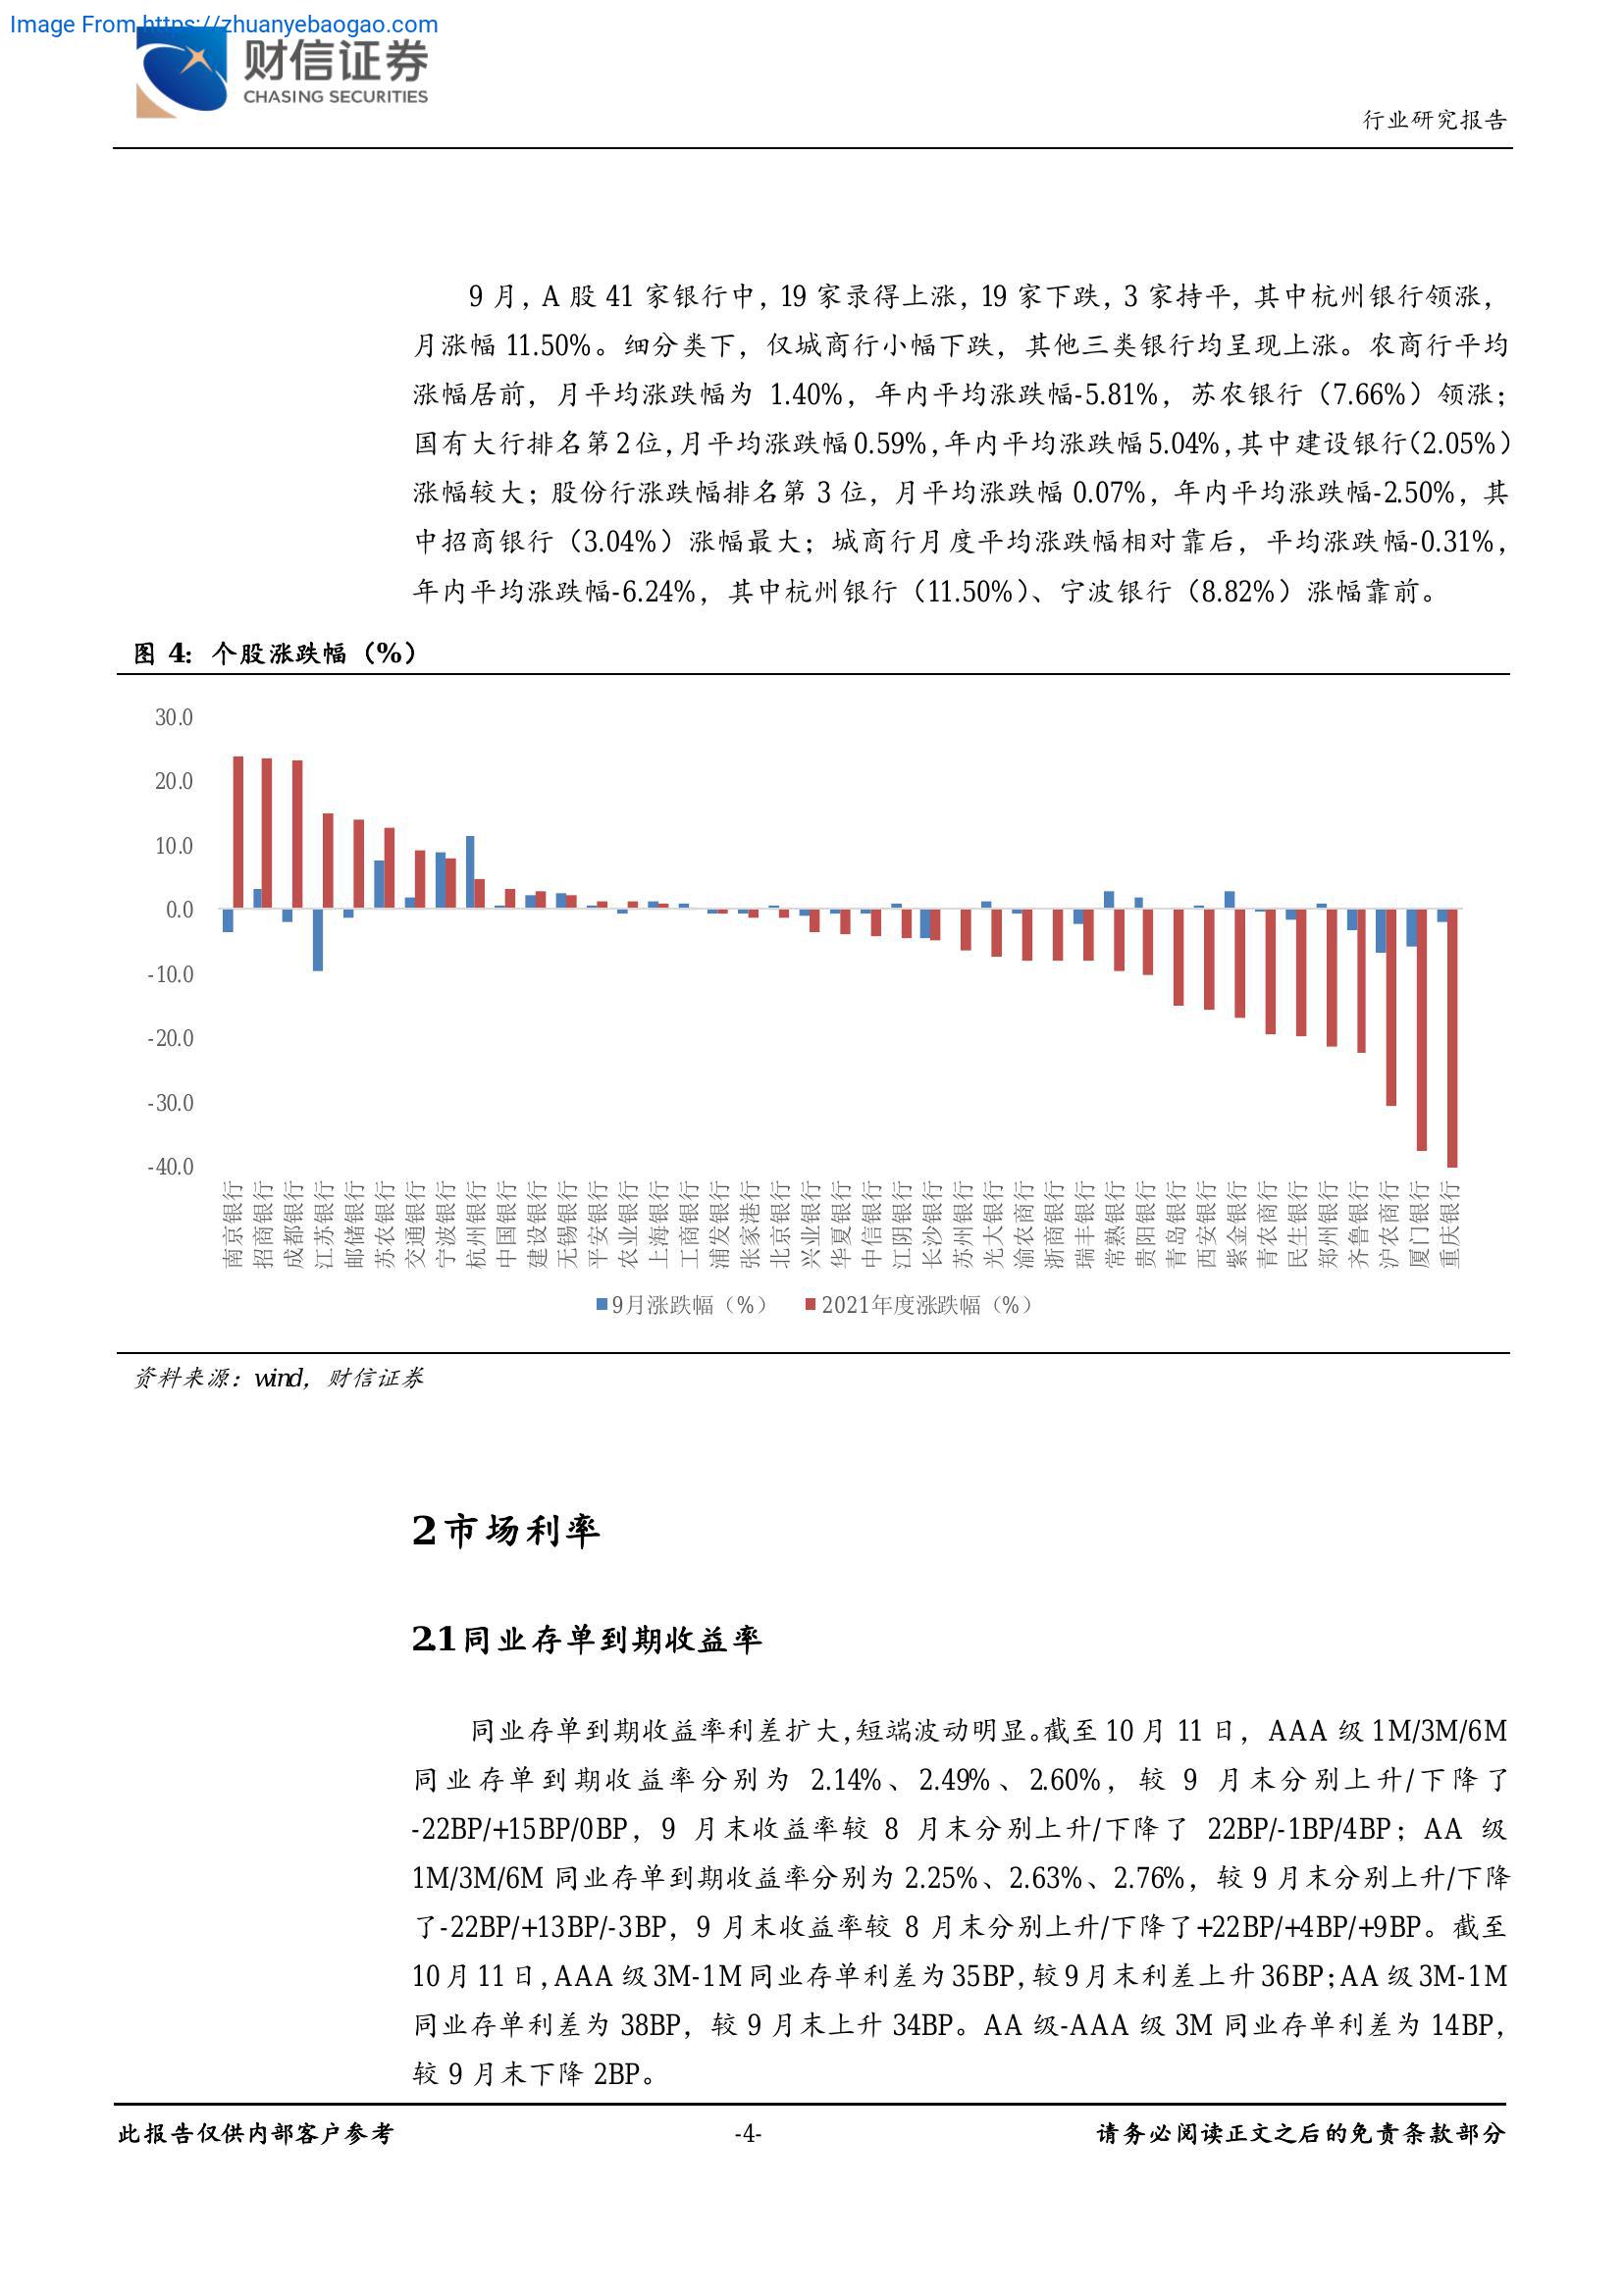 Image From https://zhuanyebaogao.com
财信证券
CHASING SECURITIES
行业研究报告
9 月，A 股 41 家银行中，19 家录得上涨，19 家下跌，3 家持平，其中杭州银行领涨，
月涨幅 11.50%。细分类下，仅城商行小幅下跌，其他三类银行均呈现上涨。农商行平均
涨幅居前，月平均涨跌幅为 1.40%，年内平均涨跌幅-5.81%，苏农银行（7.66%）领涨；
国有大行排名第 2 位，月平均涨跌幅 0.59%，年内平均涨跌幅 5.04%，其中建设银行（2.05%）
涨幅较大；股份行涨跌幅排名第 3 位，月平均涨跌幅 0.07%，年内平均涨跌幅-2.50%，其
中招商银行（3.04%）涨幅最大；城商行月度平均涨跌幅相对靠后，平均涨跌幅-0.31%，
年内平均涨跌幅-6.24%，其中杭州银行（11.50%）、宁波银行（8.82%）涨幅靠前。
图 4：个股涨跌幅（%）
30.0
20.0
10.0
0.0
-10.0
-20.0
-30.0
-40.0
南京银行
招商银行
成都银行
江苏银行
邮储银行
苏农银行
交通银行
宁波银行
杭州银行
中国银行
建设银行
无锡银行
平安银行
农业银行
上海银行
工商银行
浦发银行
张家港行
北京银行
兴业银行
华夏银行
中信银行
江阴银行
长沙银行
苏州银行
光大银行
渝农商行
浙商银行
瑞丰银行
常熟银行
贵阳银行
青岛银行
西安银行
紫金银行
青农商行
民生银行
郑州银行
齐鲁银行
沪农商行
厦门银行
重庆银行
9月涨跌幅（%） 2021年度涨跌幅（%）
资料来源：wind，财信证券
2 市场利率
2.1 同业存单到期收益率
同业存单到期收益率利差扩大，短端波动明显。截至 10 月 11 日，AAA 级 1M/3M/6M
同业存单到期收益率分别为 2.14%、2.49%、2.60%，较 9 月末分别上升/下降了
-22BP/+15BP/0BP，9 月末收益率较 8 月末分别上升/下降了 22BP/-1BP/4BP；AA 级
1M/3M/6M 同业存单到期收益率分别为 2.25%、2.63%、2.76%，较 9 月末分别上升/下降
了-22BP/+13BP/-3BP，9 月末收益率较 8 月末分别上升/下降了+22BP/+4BP/+9BP。截至
10 月 11 日，AAA 级 3M-1M 同业存单利差为 35BP，较 9 月末利差上升 36BP；AA 级 3M-1M
同业存单利差为 38BP，较 9 月末上升 34BP。AA 级-AAA 级 3M 同业存单利差为 14BP，
较 9 月末下降 2BP。
此报告仅供内部客户参考 -4- 请务必阅读正文之后的免责条款部分